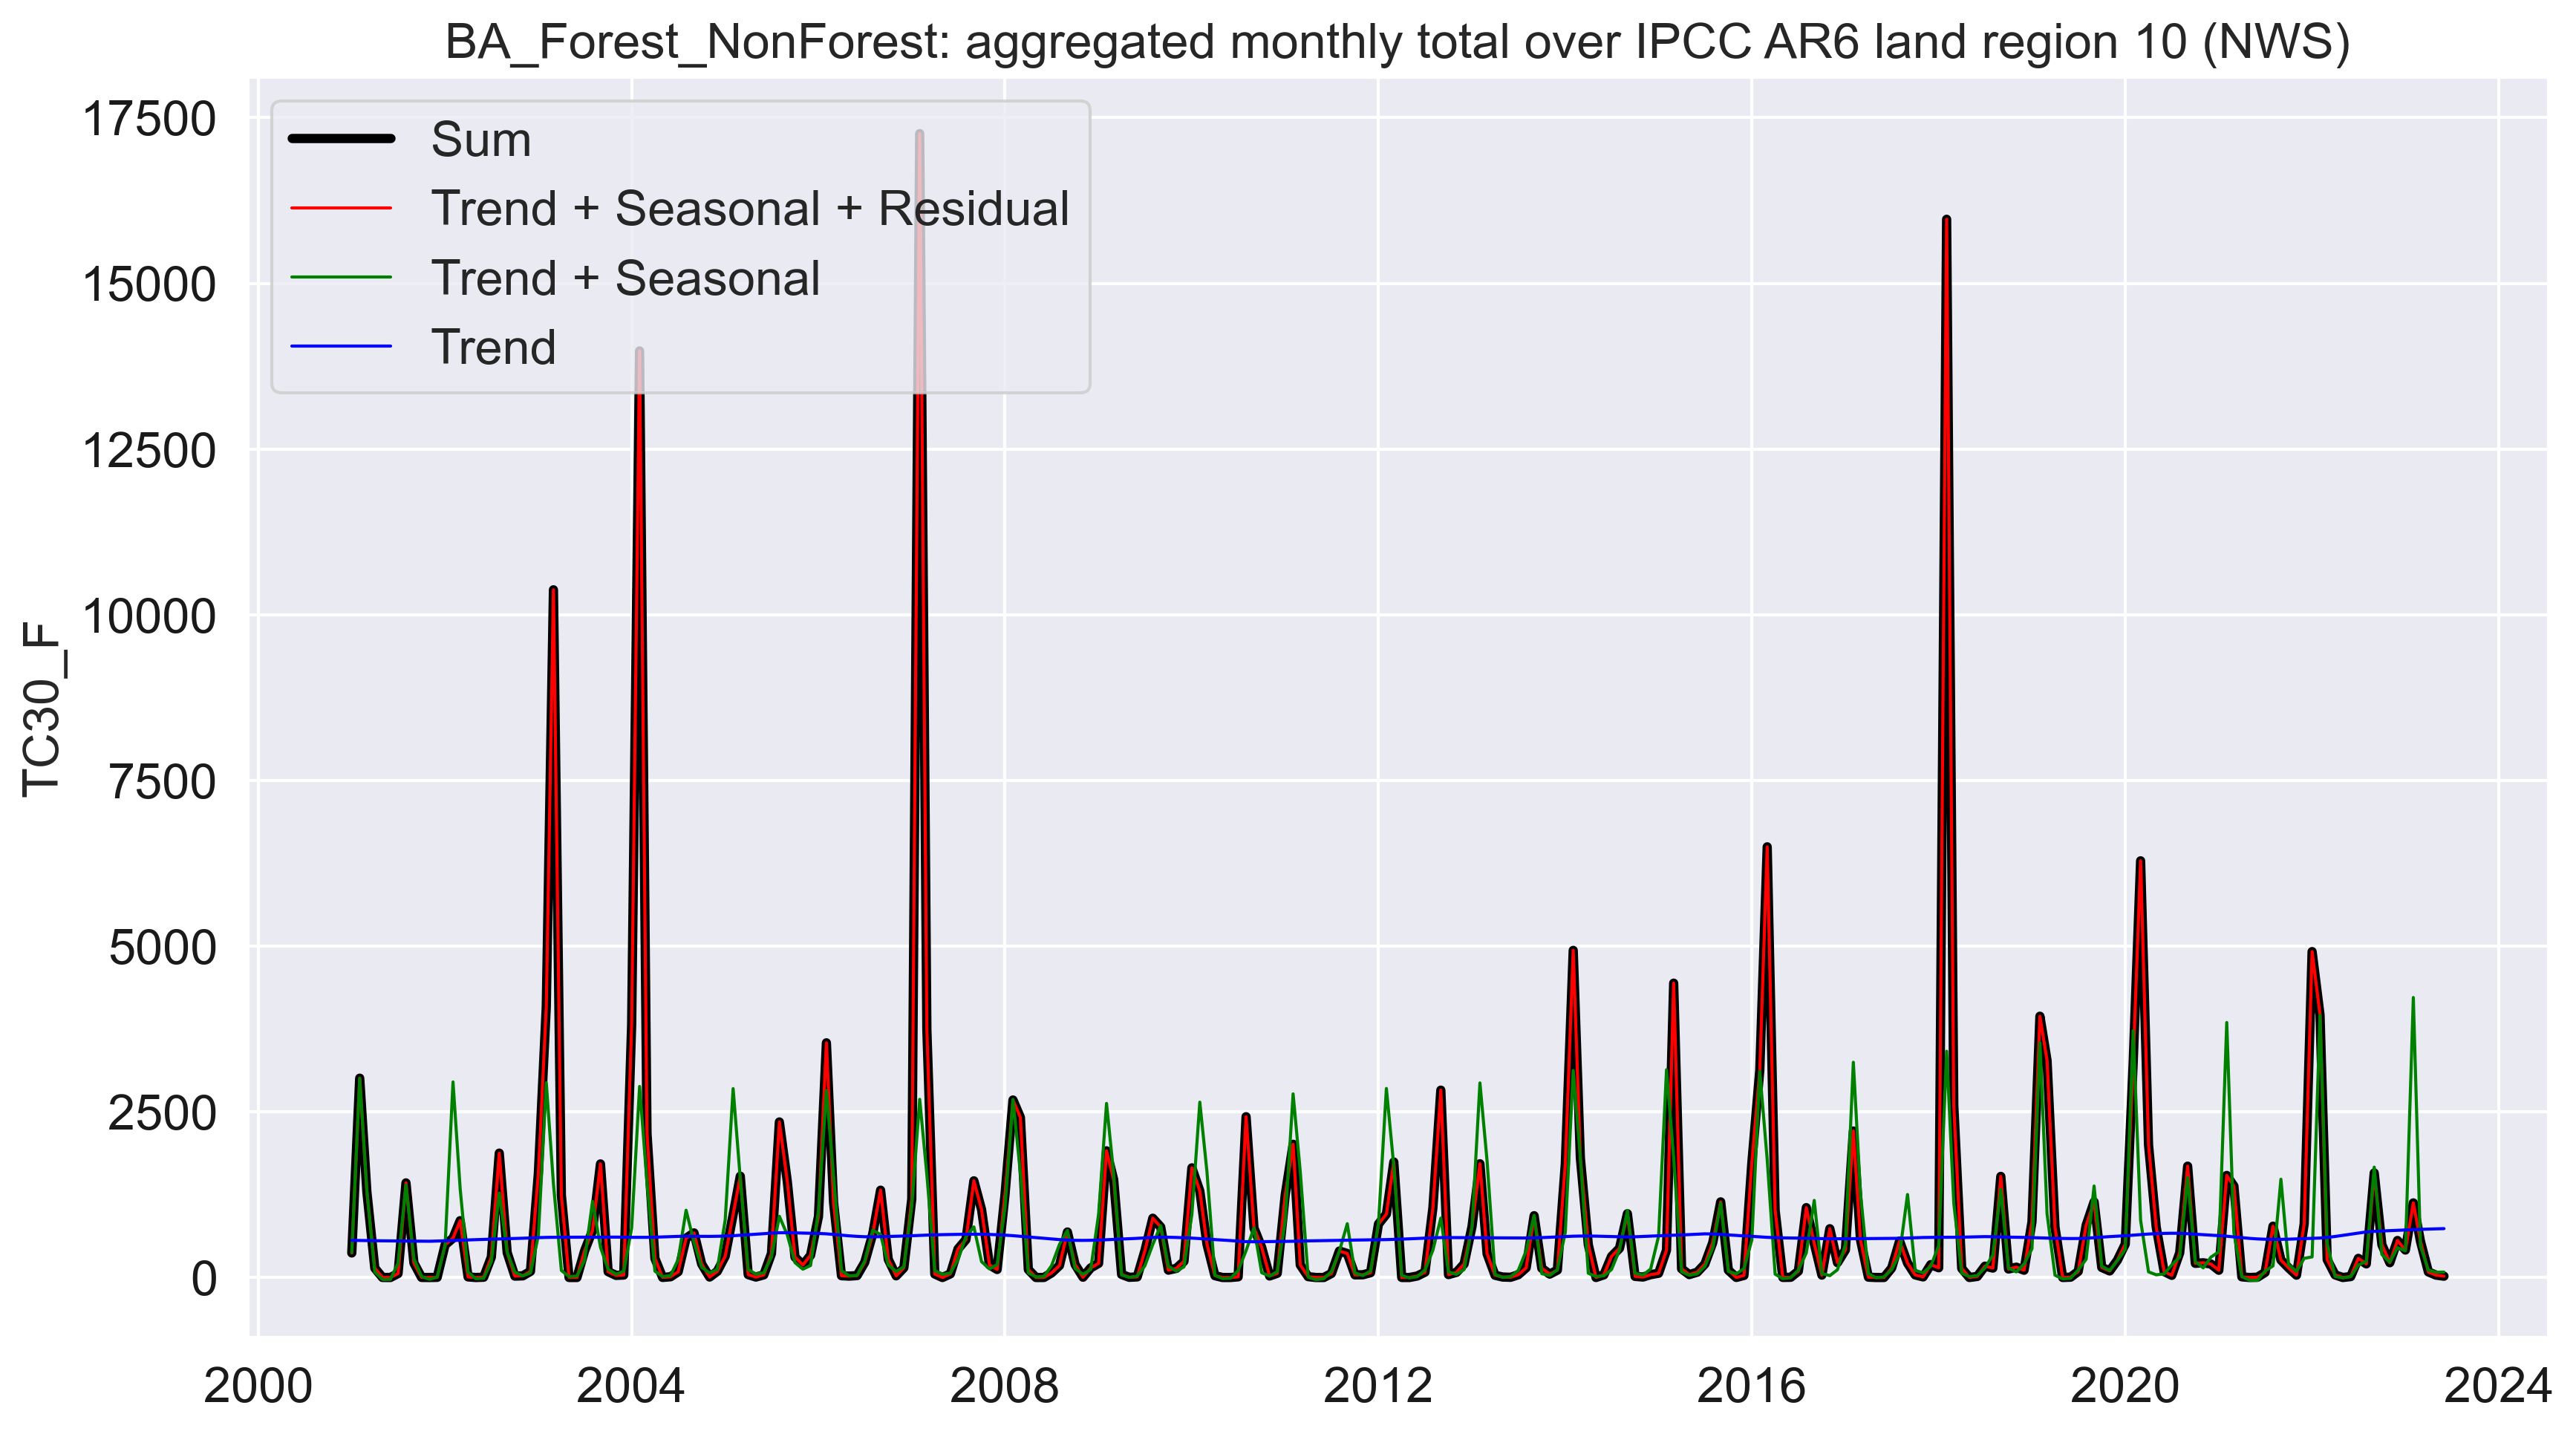 BA_Forest_NonForest: aggregated monthly total over IPCC AR6 land region 10 (NWS)
17500
15000
12500
10000
7500
5000
2500
0
TC30_F
Sum
Trend + Seasonal + Residual
Trend + Seasonal
Trend
2000
2004
2008
2012
2016
2020
2024